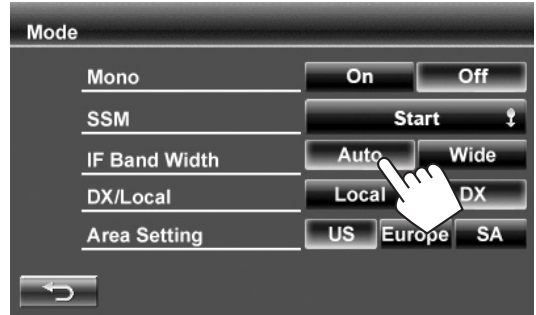 Mode
Mono On Off
SSM Start
IF Band Width Auto Wide
DX/Local Local DX
Area Setting US Europe SA